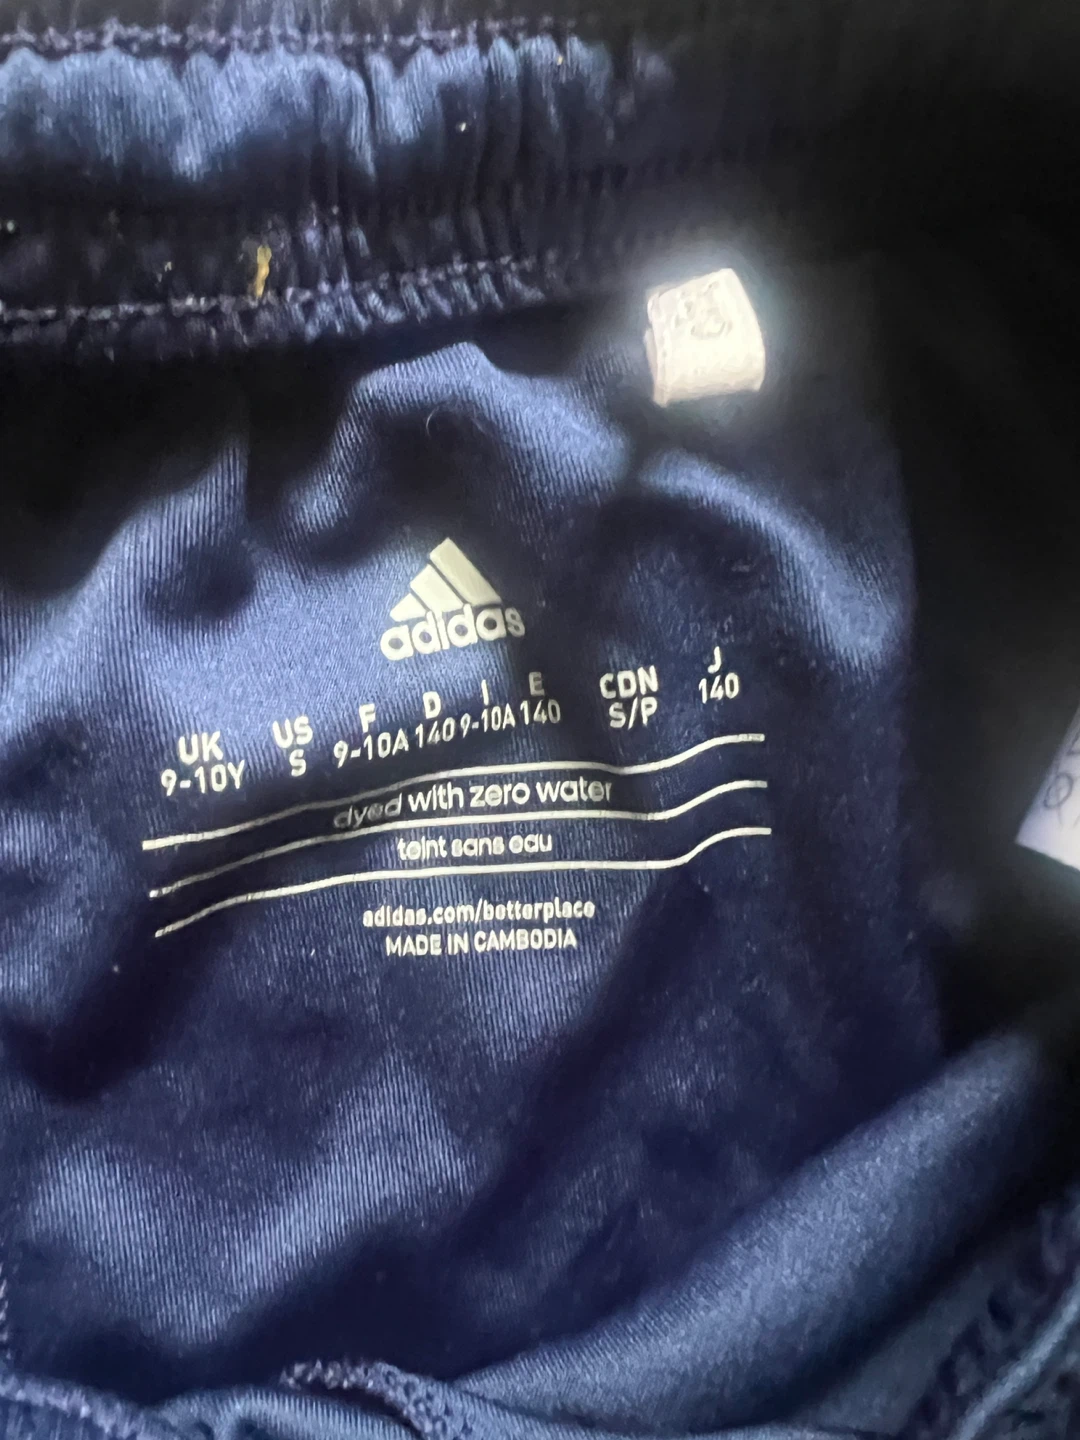 adidas
UK US F D I E CDN J
9-10Y S 9-10A 140 9-10A 140 S/P 140
dyed with zero water
teint sans eau
adidas.com/betterplace
MADE IN CAMBODIA